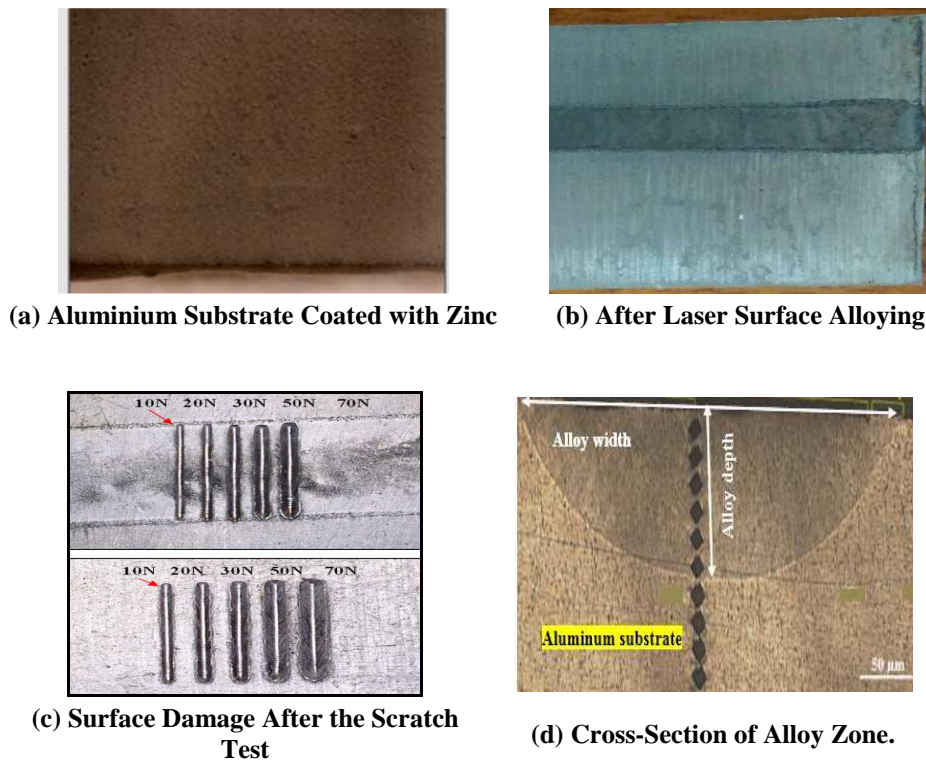 (a) Aluminium Substrate Coated with Zinc
(b) After Laser Surface Alloying
10N 20N 30N 50N 70N
10N 20N 30N 50N 70N
(c) Surface Damage After the Scratch
Test
Alloy width
Alloy depth
Aluminum substrate
50 μm
(d) Cross-Section of Alloy Zone.